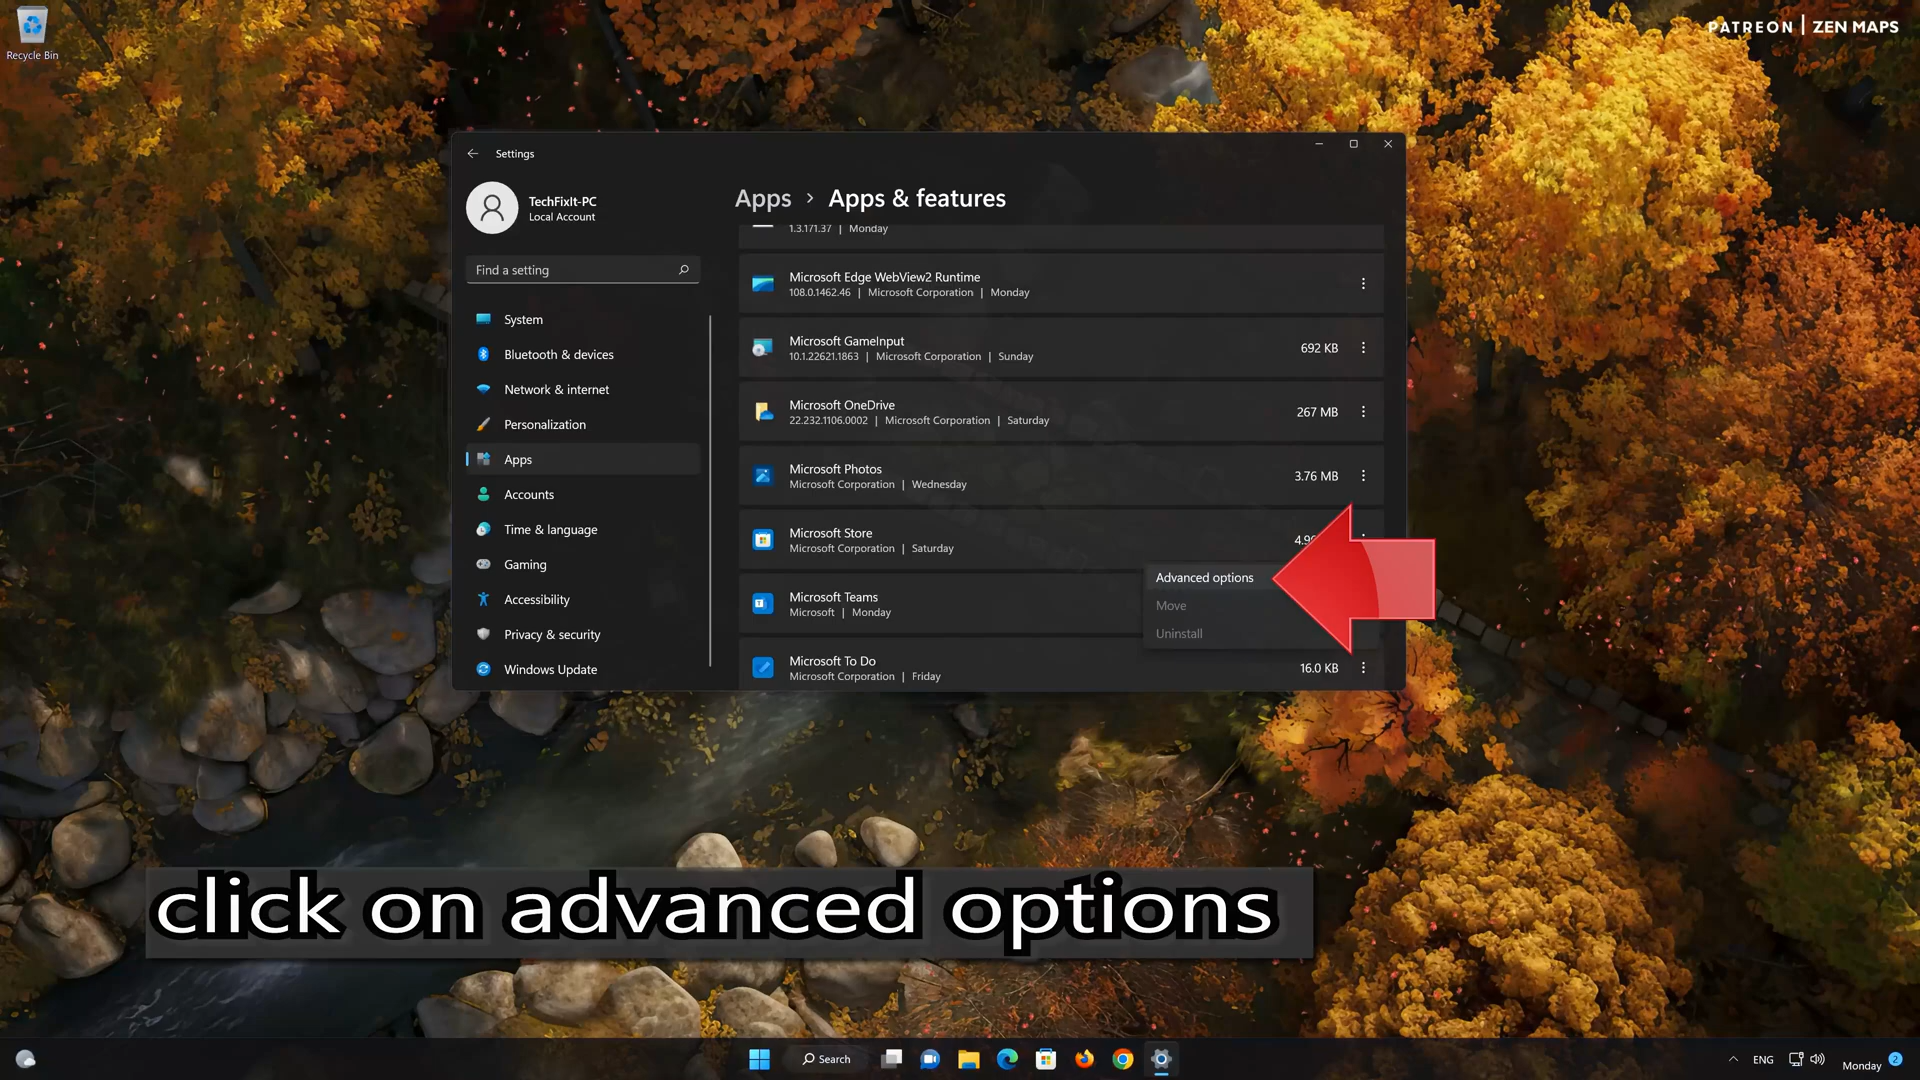 Recycle Bin
PATREON | ZEN MAPS
Settings
TechFixIt-PC
Local Account
Find a setting
System
Bluetooth & devices
Network & internet
Personalization
Apps
Accounts
Time & language
Gaming
Accessibility
Privacy & security
Windows Update
Apps > Apps & features
1.3.171.37 | Monday
Microsoft Edge WebView2 Runtime
108.0.1462.46 | Microsoft Corporation | Monday
Microsoft GameInput
10.1.22621.1863 | Microsoft Corporation | Sunday
692 KB
Microsoft OneDrive
22.232.1106.0002 | Microsoft Corporation | Saturday
267 MB
Microsoft Photos
Microsoft Corporation | Wednesday
3.76 MB
Microsoft Store
Microsoft Corporation | Saturday
Advanced options
Move
Uninstall
Microsoft Teams
Microsoft | Monday
Microsoft To Do
Microsoft Corporation | Friday
16.0 KB
click on advanced options
Search
ENG
Monday
2